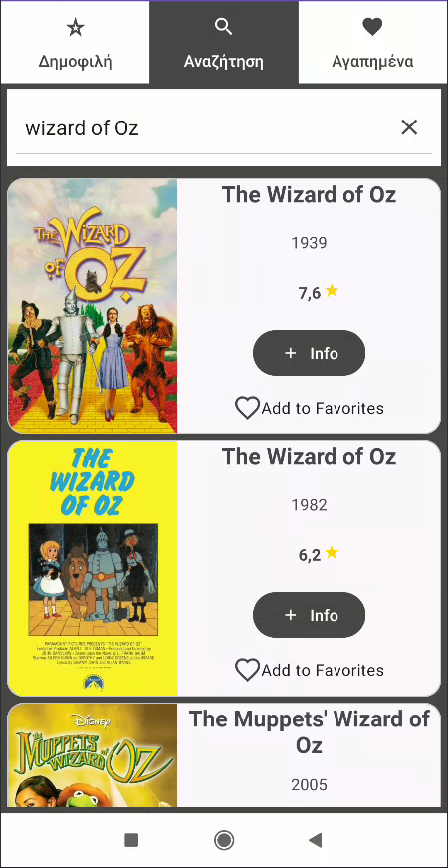 Δημοφιλή
Αναζήτηση
Αγαπημένα
wizard of Oz
THE WIZARD
OF OZ
The Wizard of Oz
1939
7,6
+ Info
Add to Favorites
THE
WIZARD
OF OZ
The Wizard of Oz
1982
6,2
+ Info
Add to Favorites
Disney
The MUPPETS'
WIZARD OF OZ
The Muppets' Wizard of
Oz
2005